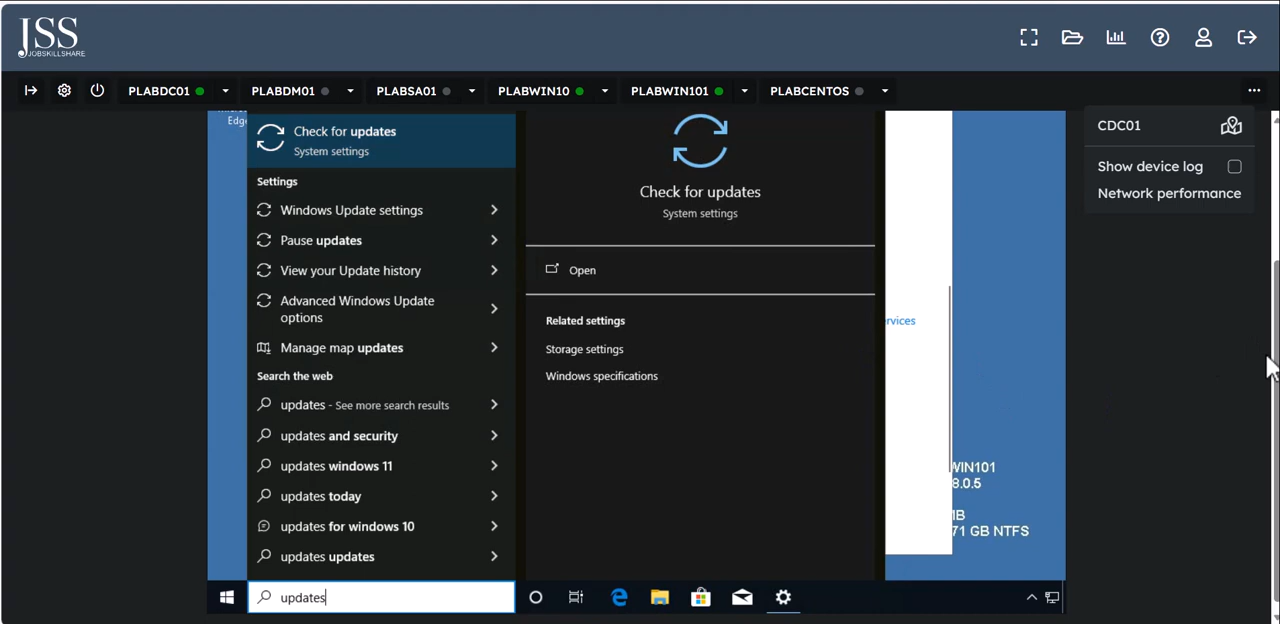 JSS
JOBSKILLSHARE
PLABDC01
PLABDM01
PLABSA01
PLABWIN10
PLABWIN101
PLABCENTOS
CDC01
Show device log
Network performance
Edge
Check for updates
System settings
Settings
Windows Update settings
Pause updates
View your Update history
Advanced Windows Update
options
Manage map updates
Search the web
updates - See more search results
updates and security
updates windows 11
updates today
updates for windows 10
updates updates
updates
Check for updates
System settings
Open
Related settings
Storage settings
Windows specifications
rvices
WIN101
8.0.5
MB
71 GB NTFS